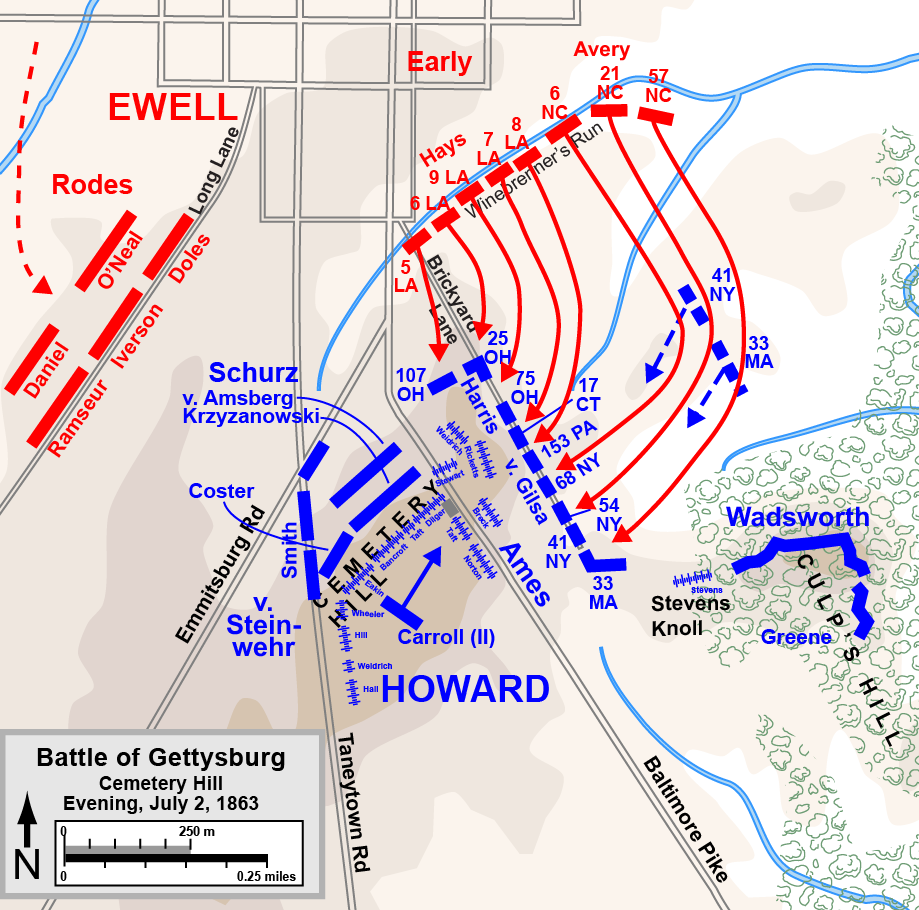 Early
Avery
EWELL
6
NC
21
NC
57
NC
Hays
7
LA
8
LA
9 LA
6 LA
5
LA
Winebrenner's Run
Long Lane
Rodes
O'Neal
Doles
Iverson
Daniel
Ramseur
Brickyard
Lane
41
NY
33
MA
25
OH
107
OH
75
OH
17
CT
Harris
153 PA
68 NY
v. Gilsa
54
NY
41
NY
33
MA
Schurz
v. Amsberg
Krzyzanowski
Coster
Smith
v.
Stein-
wehr
Weidrich
Ricketts
Stewart
Dilger
Taft
Bancroft
Eakin
Wheeler
Hill
Weidrich
Hall
Breck
Taft
Norton
CEMETERY
HILL
Carroll (II)
Ames
HOWARD
Wadsworth
Stevens
Stevens
Knoll
Greene
CULP'S HILL
Emmitsburg Rd
Taneytown Rd
Baltimore Pike
Battle of Gettysburg
Cemetery Hill
Evening, July 2, 1863
N
0
250 m
0
0.25 miles